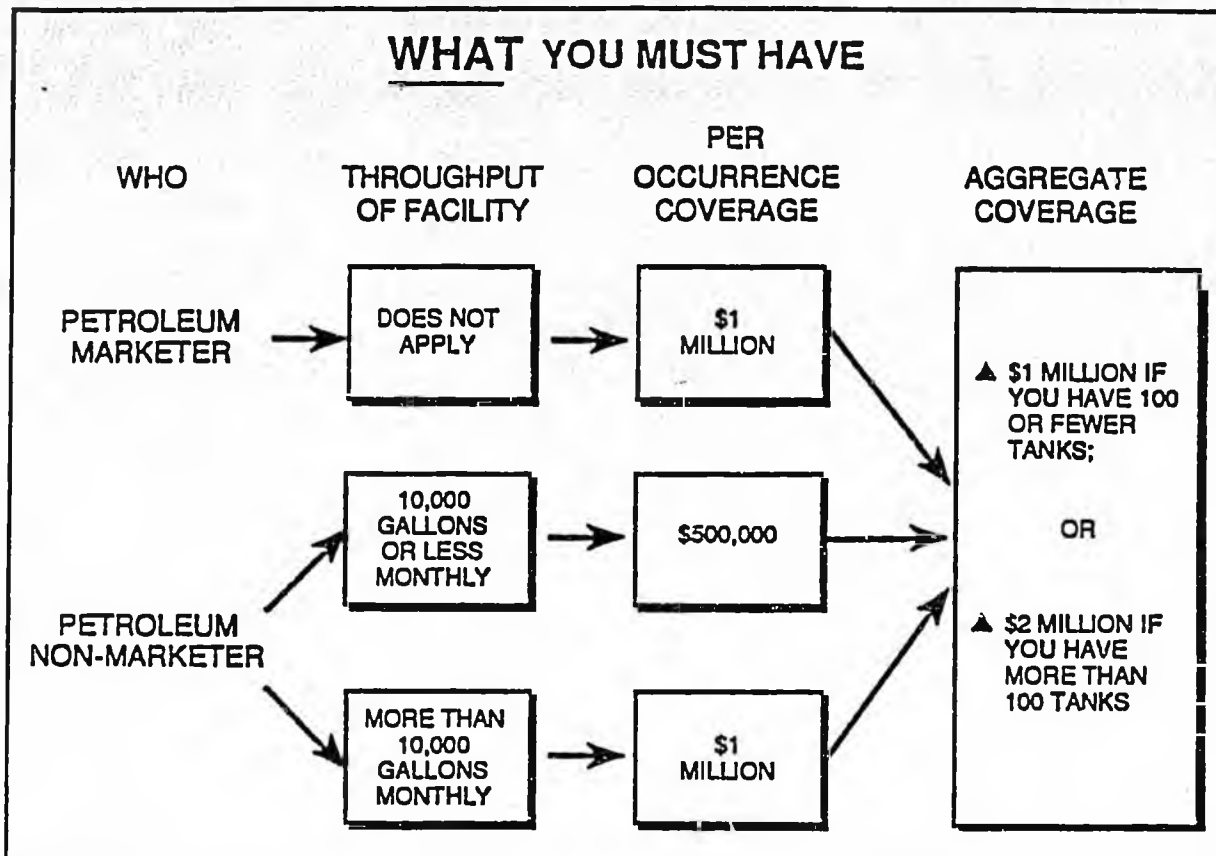 WHAT YOU MUST HAVE
WHO
THROUGHPUT
OF FACILITY
PER
OCCURRENCE
COVERAGE
AGGREGATE
COVERAGE
PETROLEUM
MARKETER
DOES NOT
APPLY
$1
MILLION
PETROLEUM
NON-MARKETER
10,000
GALLONS
OR LESS
MONTHLY
$500,000
MORE THAN
10,000
GALLONS
MONTHLY
$1
MILLION
▲ $1 MILLION IF
YOU HAVE 100
OR FEWER
TANKS;
OR
▲ $2 MILLION IF
YOU HAVE
MORE THAN
100 TANKS